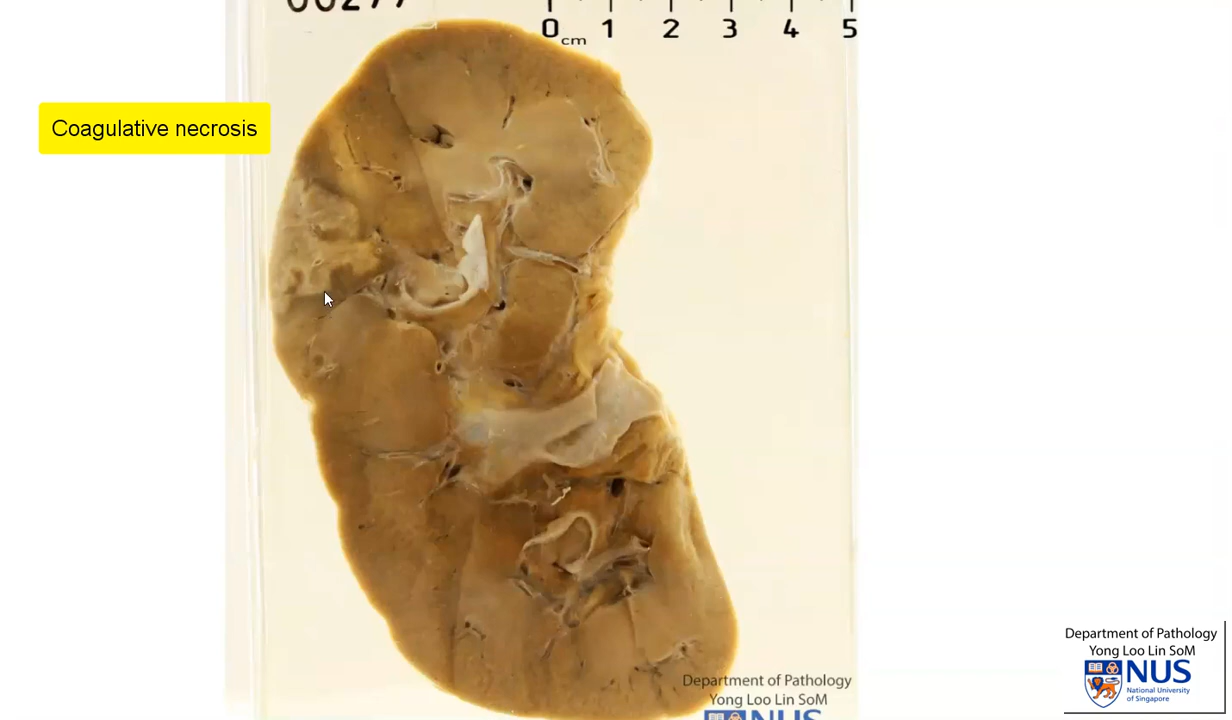 0 1 2 3 4 5
cm
Coagulative necrosis
Department of Pathology
Yong Loo Lin SoM
NUS
National University
of Singapore
Department of Pathology
Yong Loo Lin SoM
NUS